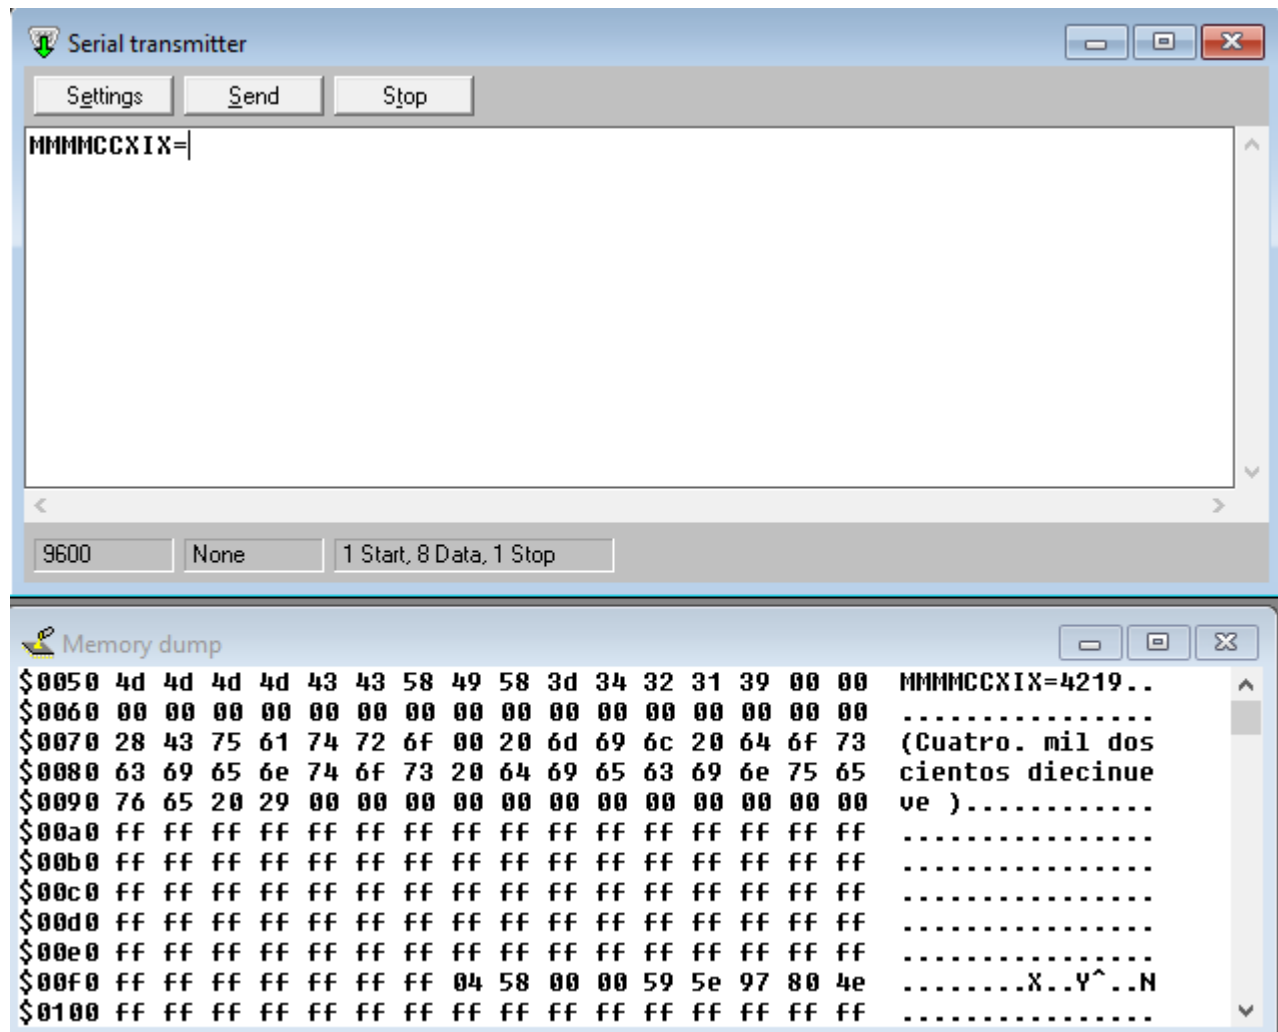 Serial transmitter
Settings Send Stop
MMMMCCXIX=
9600 None 1 Start, 8 Data, 1 Stop
Memory dump
$0050 4d 4d 4d 4d 43 43 58 49 58 3d 34 32 31 39 00 00 MMMMCCXIX=4219..
$0060 00 00 00 00 00 00 00 00 00 00 00 00 00 00 00 00 ................
$0070 28 43 75 61 74 72 6f 00 20 6d 69 6c 20 64 6f 73 (Cuatro. mil dos
$0080 63 69 65 6e 74 6f 73 20 64 69 65 63 69 6e 75 65 cientos diecinue
$0090 76 65 20 29 00 00 00 00 00 00 00 00 00 00 00 00 ve )............
$00a0 ff ff ff ff ff ff ff ff ff ff ff ff ff ff ff ff ................
$00b0 ff ff ff ff ff ff ff ff ff ff ff ff ff ff ff ff ................
$00c0 ff ff ff ff ff ff ff ff ff ff ff ff ff ff ff ff ................
$00d0 ff ff ff ff ff ff ff ff ff ff ff ff ff ff ff ff ................
$00e0 ff ff ff ff ff ff ff ff ff ff ff ff ff ff ff ff ................
$00f0 ff ff ff ff ff ff ff 04 58 00 00 59 5e 97 80 4e ........X..Y^..N
$0100 ff ff ff ff ff ff ff ff ff ff ff ff ff ff ff ff ................